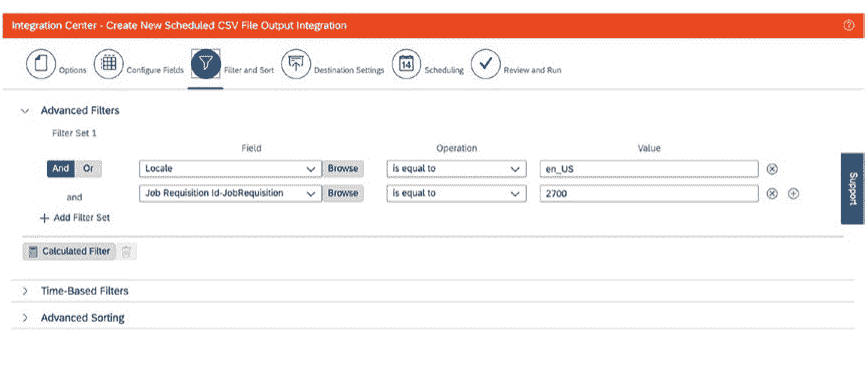 Integration Center - Create New Scheduled CSV File Output Integration
Options Configure Fields Filter and Sort Destination Settings 14 Scheduling Review and Run
Advanced Filters
Filter Set 1
Field Operation Value
And Or Locale Browse is equal to en_US
and Job Requisition Id-JobRequisition Browse is equal to 2700
Add Filter Set
Calculated Filter
Time-Based Filters
Advanced Sorting
Support